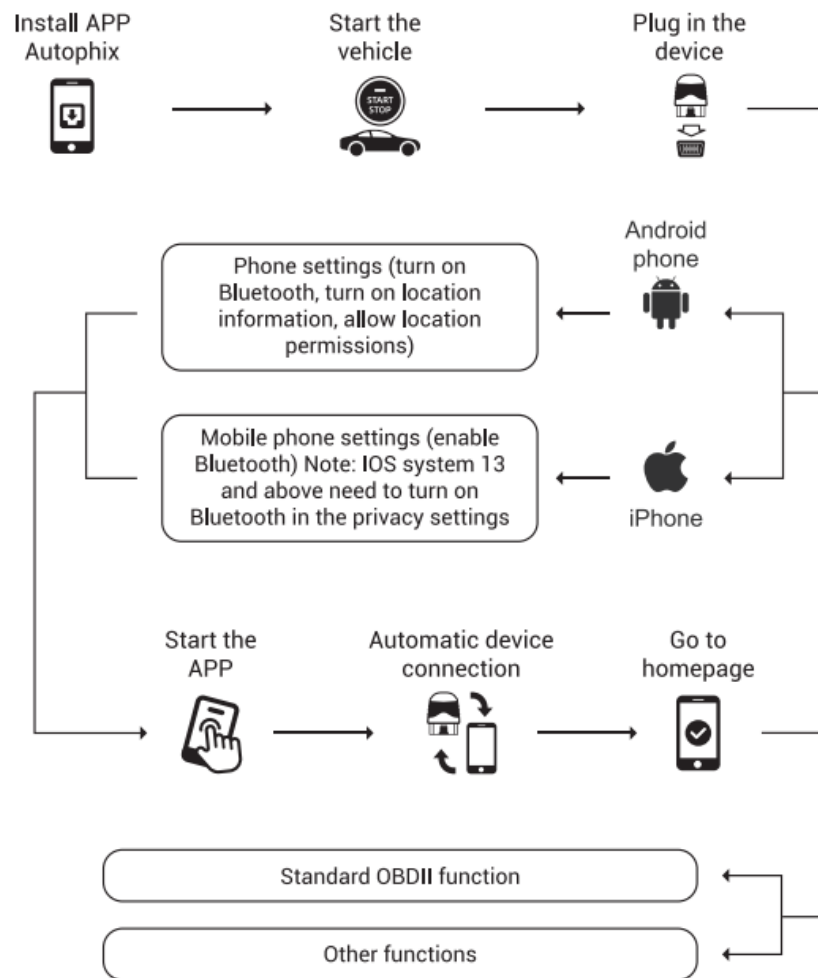 Install APP
Autophix
Start the
vehicle
START
STOP
Plug in the
device
Android
phone
Phone settings (turn on
Bluetooth, turn on location
information, allow location
permissions)
Mobile phone settings (enable
Bluetooth) Note: IOS system 13
and above need to turn on
Bluetooth in the privacy settings
iPhone
Start the
APP
Automatic device
connection
Go to
homepage
Standard OBDII function
Other functions